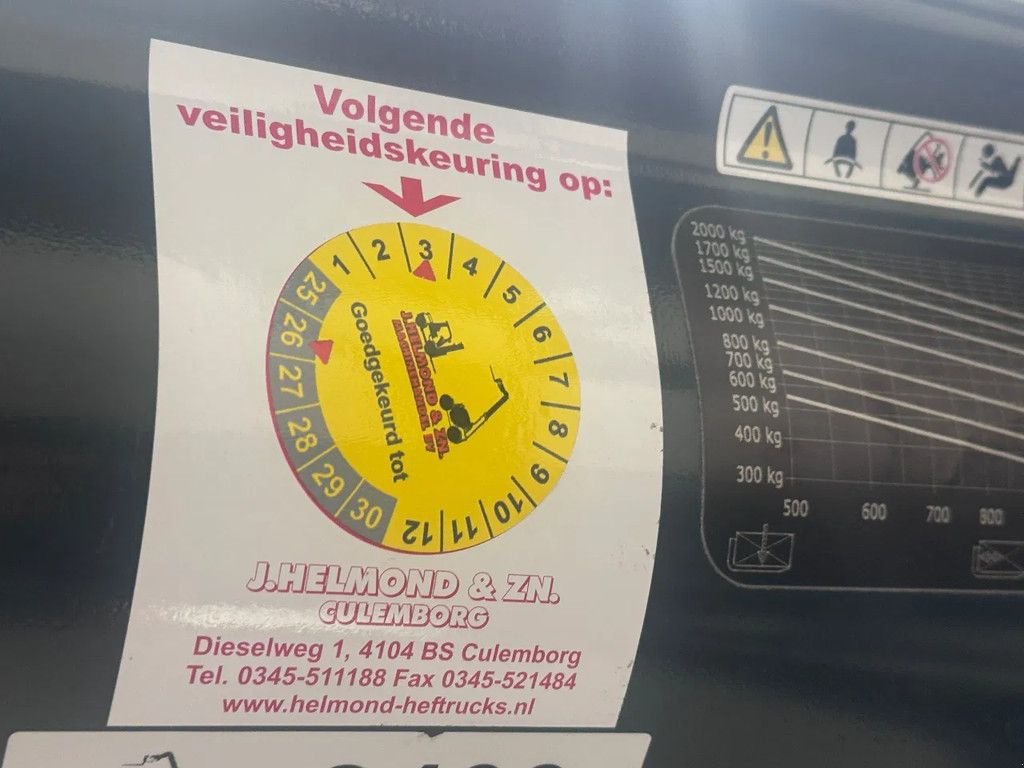 Volgende
veiligheidskeuring op:
1 2 3 4 5 6 7 8 9 10 11 12
25 26 27 28 29 30
Goedgekeurd tot
J.HELMOND & ZN.
J.HELMOND & ZN.
CULEMBORG
Dieselweg 1, 4104 BS Culemborg
Tel. 0345-511188 Fax 0345-521484
www.helmond-heftrucks.nl
2000 kg
1700 kg
1500 kg
1200 kg
1000 kg
800 kg
700 kg
600 kg
500 kg
400 kg
300 kg
500 600 700 800